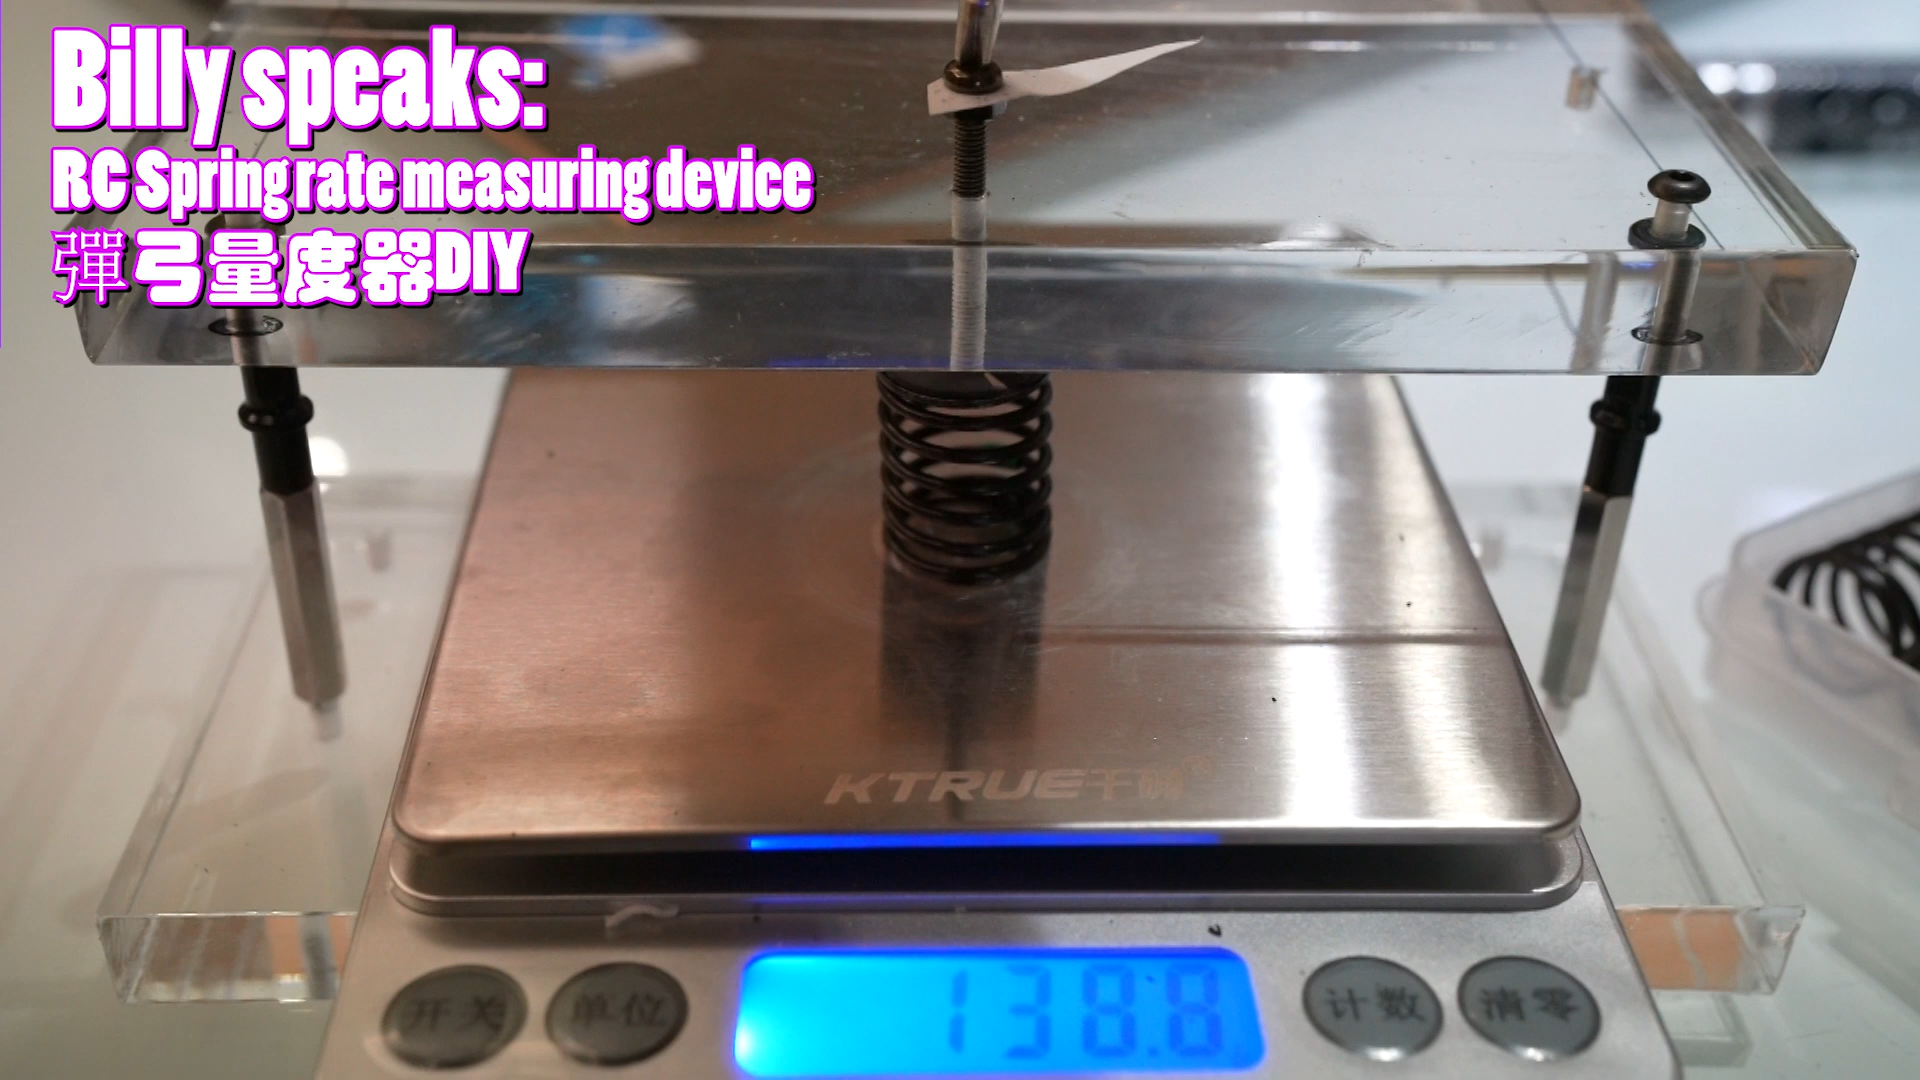 Billy speaks:
RC Spring rate measuring device
彈弓量度器DIY
KTRUE
138.8
开关
单位
计数
清零